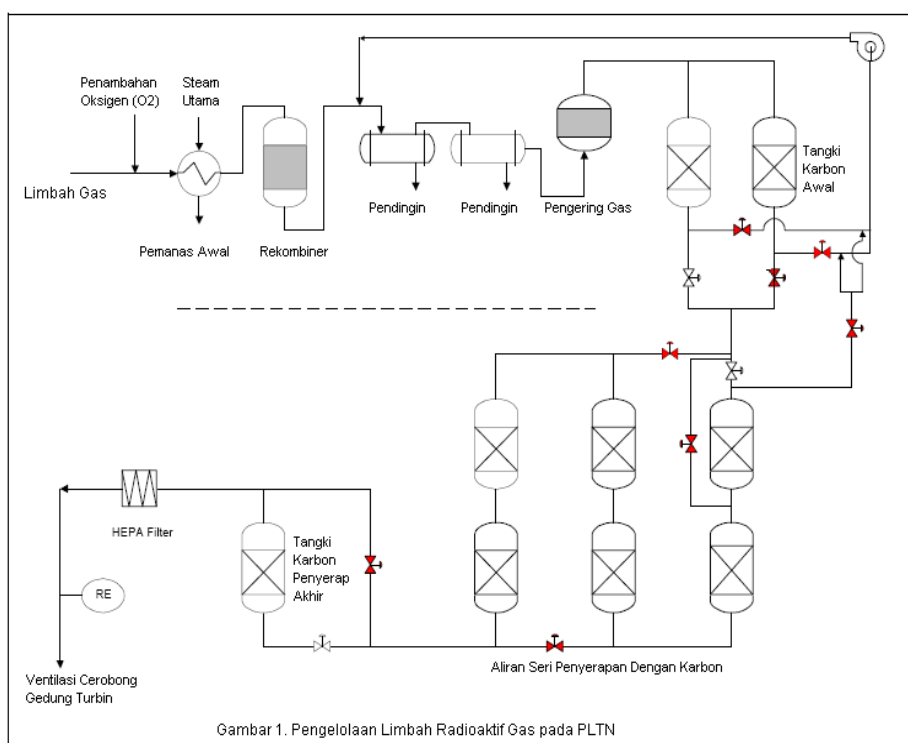 Penambahan
Oksigen (O2)
Steam
Utama
Limbah Gas
Pemanas Awal
Rekombiner
Pendingin
Pendingin
Pengering Gas
Tangki
Karbon
Awal
HEPA Filter
RE
Tangki
Karbon
Penyerap
Akhir
Ventilasi Cerobong
Gedung Turbin
Aliran Seri Penyerapan Dengan Karbon
Gambar 1. Pengelolaan Limbah Radioaktif Gas pada PLTN